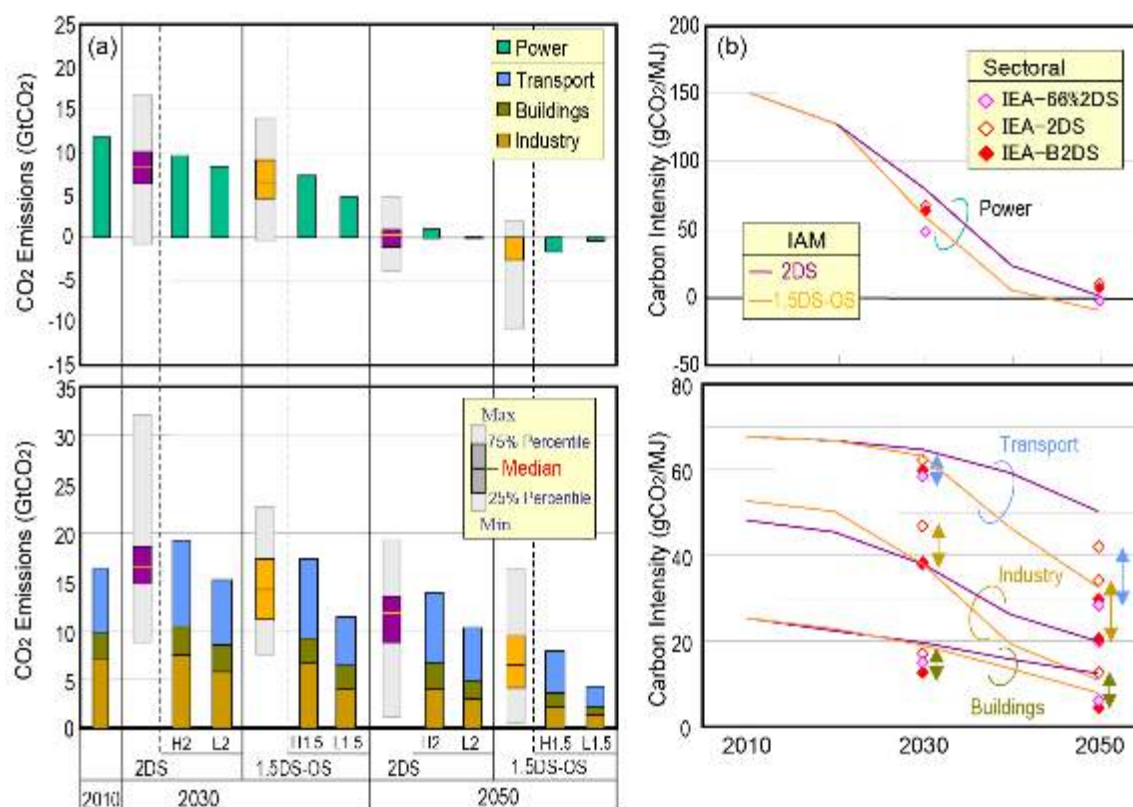 (a)
CO2 Emissions (GtCO2)
25
20
15
10
5
0
-5
-10
-15
Power
Transport
Buildings
Industry
CO2 Emissions (GtCO2)
35
30
25
20
15
10
5
0
Max
75% Percentile
Median
25% Percentile
Min
H2 L2 H1.5 L1.5 H2 L2 H1.5 L1.5
2DS 1.5DS-OS 2DS 1.5DS-OS
2010 2030 2050
(b)
Carbon Intensity (gCO2/MJ)
200
150
100
50
0
-50
Sectoral
IEA-66%2DS
IEA-2DS
IEA-B2DS
Power
IAM
2DS
1.5DS-OS
Carbon Intensity (gCO2/MJ)
80
60
40
20
0
Transport
Industry
Buildings
2010 2030 2050